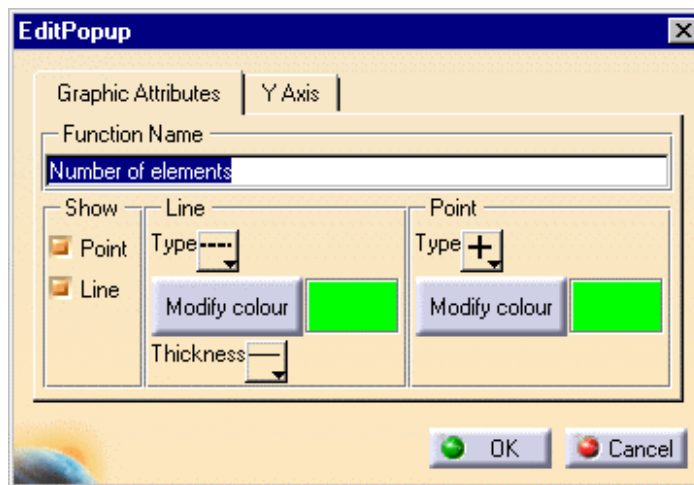 EditPopup
Graphic Attributes Y Axis
Function Name
Number of elements
Show Line Point
Point Type Type
Line
Modify colour Modify colour
Thickness
OK Cancel